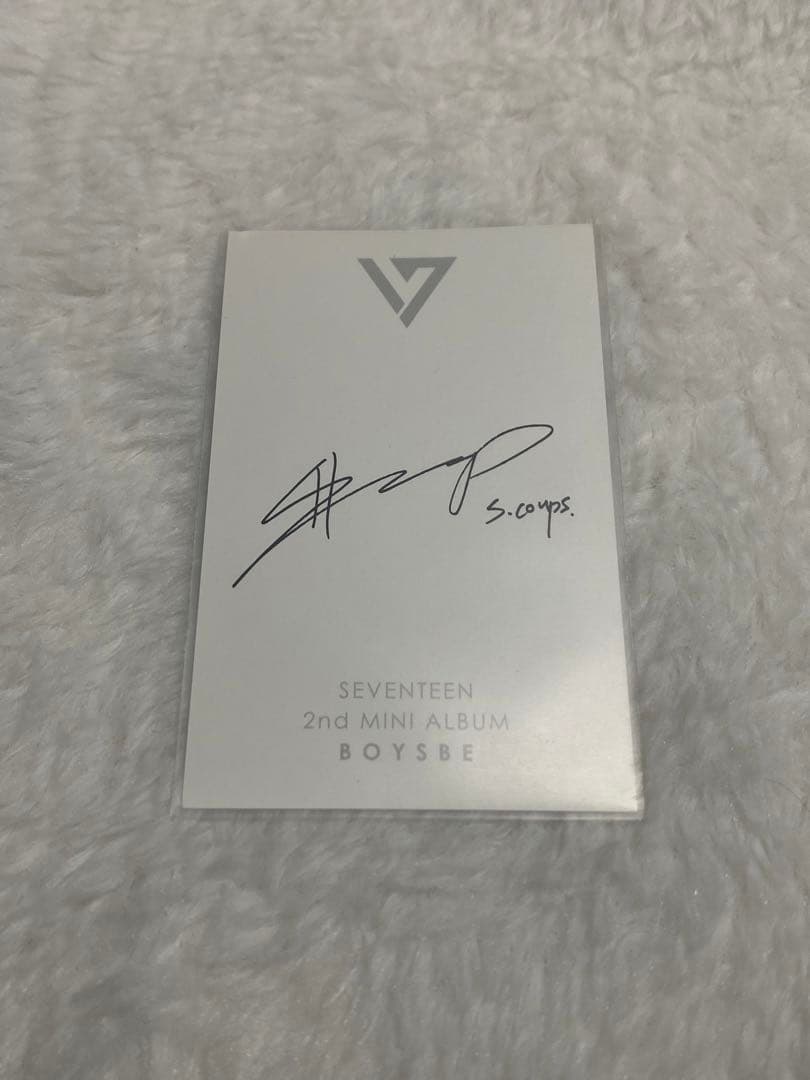 s.coups.
SEVENTEEN
2nd MINI ALBUM
BOYSBE